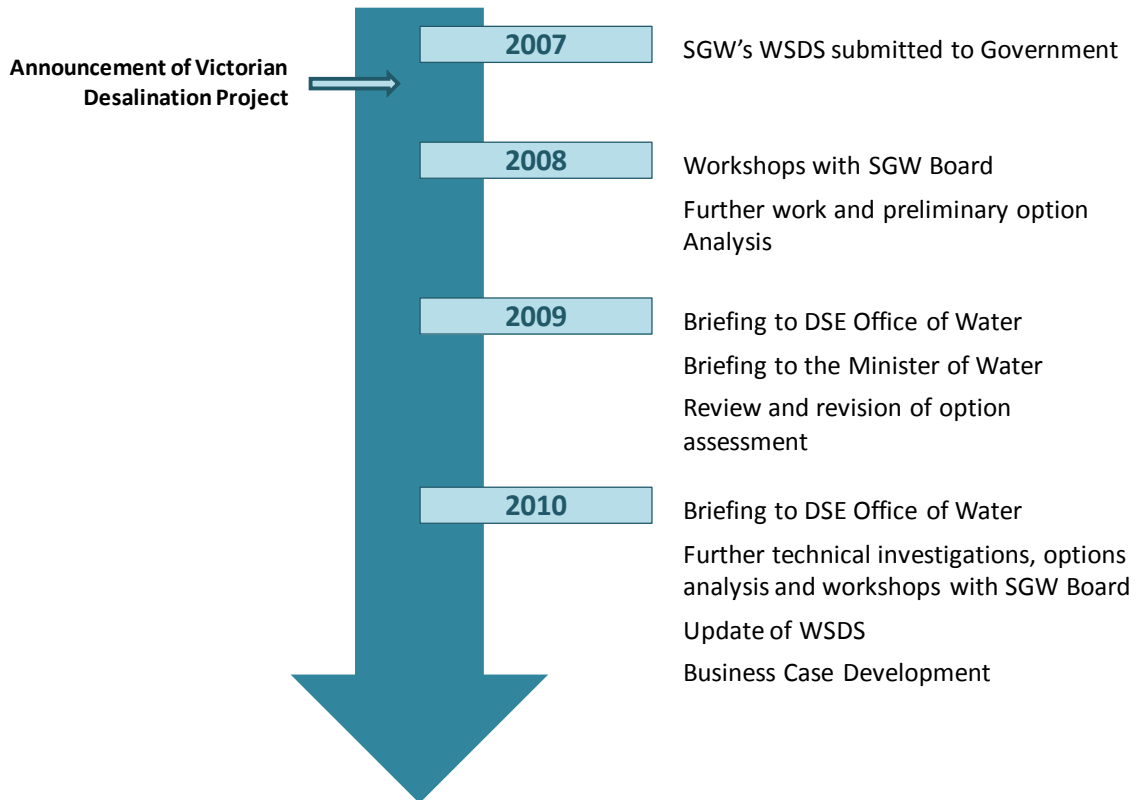 2007
SGW’s WSDS submitted to Government
Announcement of Victorian
Desalination Project
2008
Workshops with SGW Board
Further work and preliminary option
Analysis
2009
Briefing to DSE Office of Water
Briefing to the Minister of Water
Review and revision of option
assessment
2010
Briefing to DSE Office of Water
Further technical investigations, options
analysis and workshops with SGW Board
Update of WSDS
Business Case Development